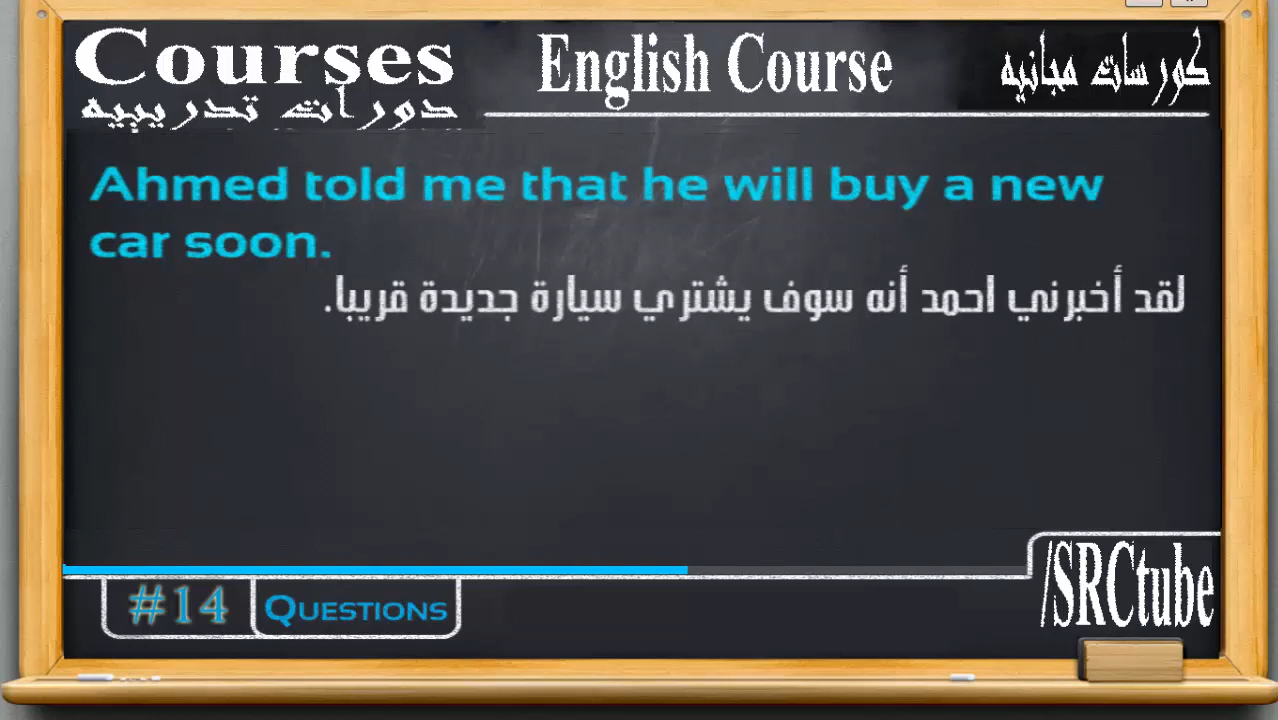 Courses
English Course
كورسات مجانيه
دورات تدريبيه
Ahmed told me that he will buy a new
car soon.
لقد أخبرني احمد أنه سوف يشتري سيارة جديدة قريبا.
/SRCtube
#14
QUESTIONS